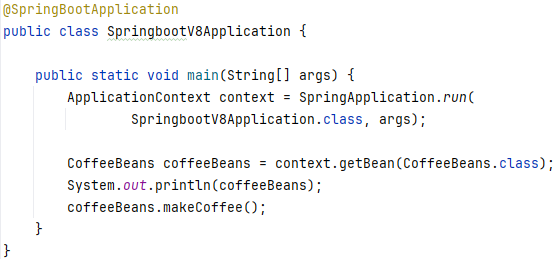 @SpringBootApplication
public class SpringbootV8Application {
public static void main(String[] args) {
ApplicationContext context = SpringApplication.run(
SpringbootV8Application.class, args);
CoffeeBeans coffeeBeans = context.getBean(CoffeeBeans.class);
System.out.println(coffeeBeans);
coffeeBeans.makeCoffee();
}
}